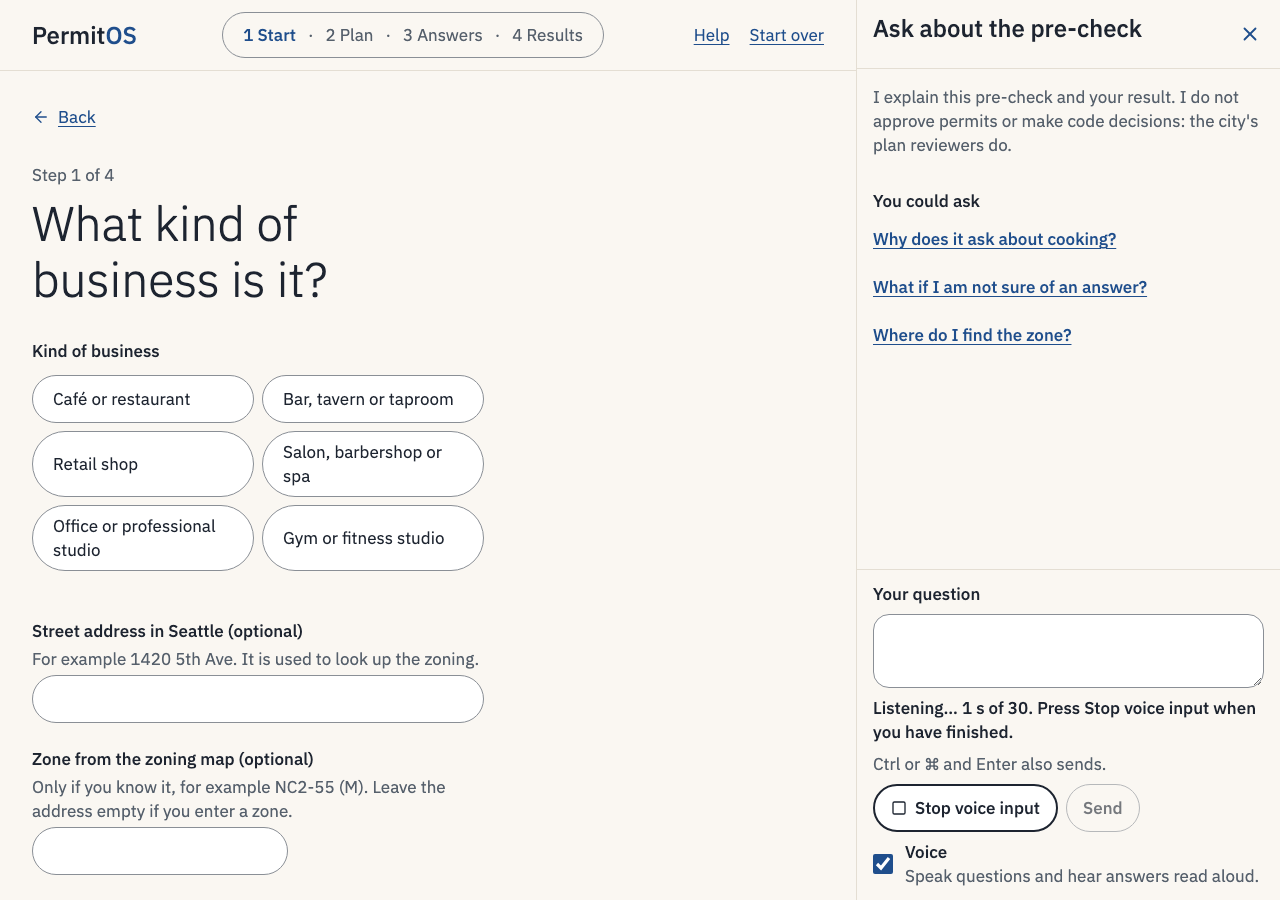 PermitOS
1 Start · 2 Plan · 3 Answers · 4 Results
Help
Start over
Back
Step 1 of 4
What kind of
business is it?
Kind of business
Café or restaurant
Bar, tavern or taproom
Retail shop
Salon, barbershop or
spa
Office or professional
studio
Gym or fitness studio
Street address in Seattle (optional)
For example 1420 5th Ave. It is used to look up the zoning.
Zone from the zoning map (optional)
Only if you know it, for example NC2-55 (M). Leave the
address empty if you enter a zone.
Ask about the pre-check
I explain this pre-check and your result. I do not
approve permits or make code decisions: the city's
plan reviewers do.
You could ask
Why does it ask about cooking?
What if I am not sure of an answer?
Where do I find the zone?
Your question
Listening... 1 s of 30. Press Stop voice input when
you have finished.
Ctrl or ⌘ and Enter also sends.
Stop voice input
Send
Voice
Speak questions and hear answers read aloud.